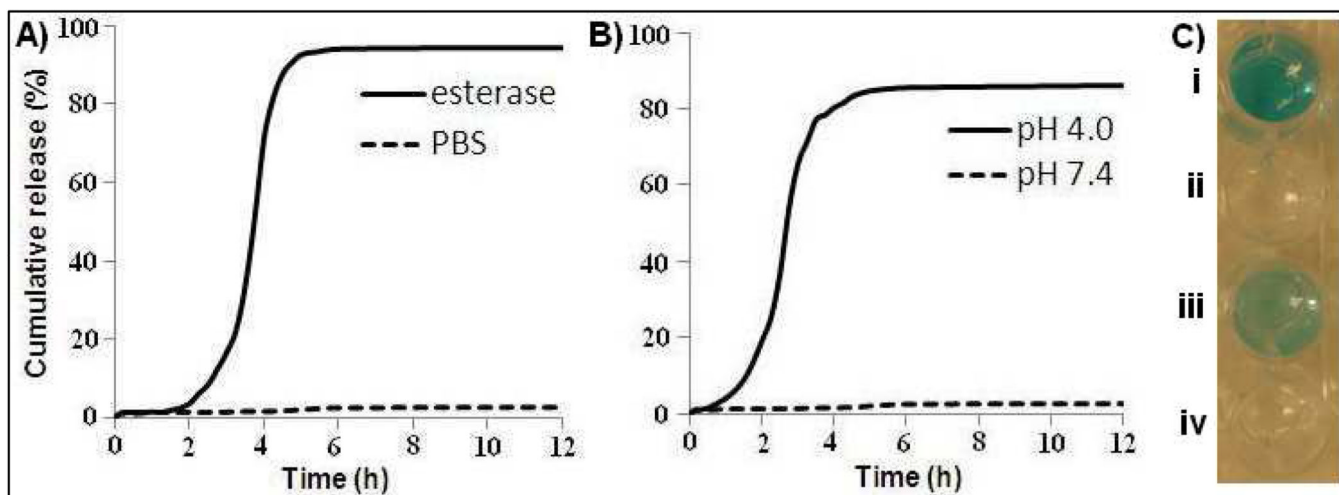 A)
Cumulative release (%)
100
80
60
40
20
0
esterase
PBS
0 2 4 6 8 10 12
Time (h)
B)
100
80
60
40
20
0
pH 4.0
pH 7.4
0 2 4 6 8 10 12
Time (h)
C)
i
ii
iii
iv